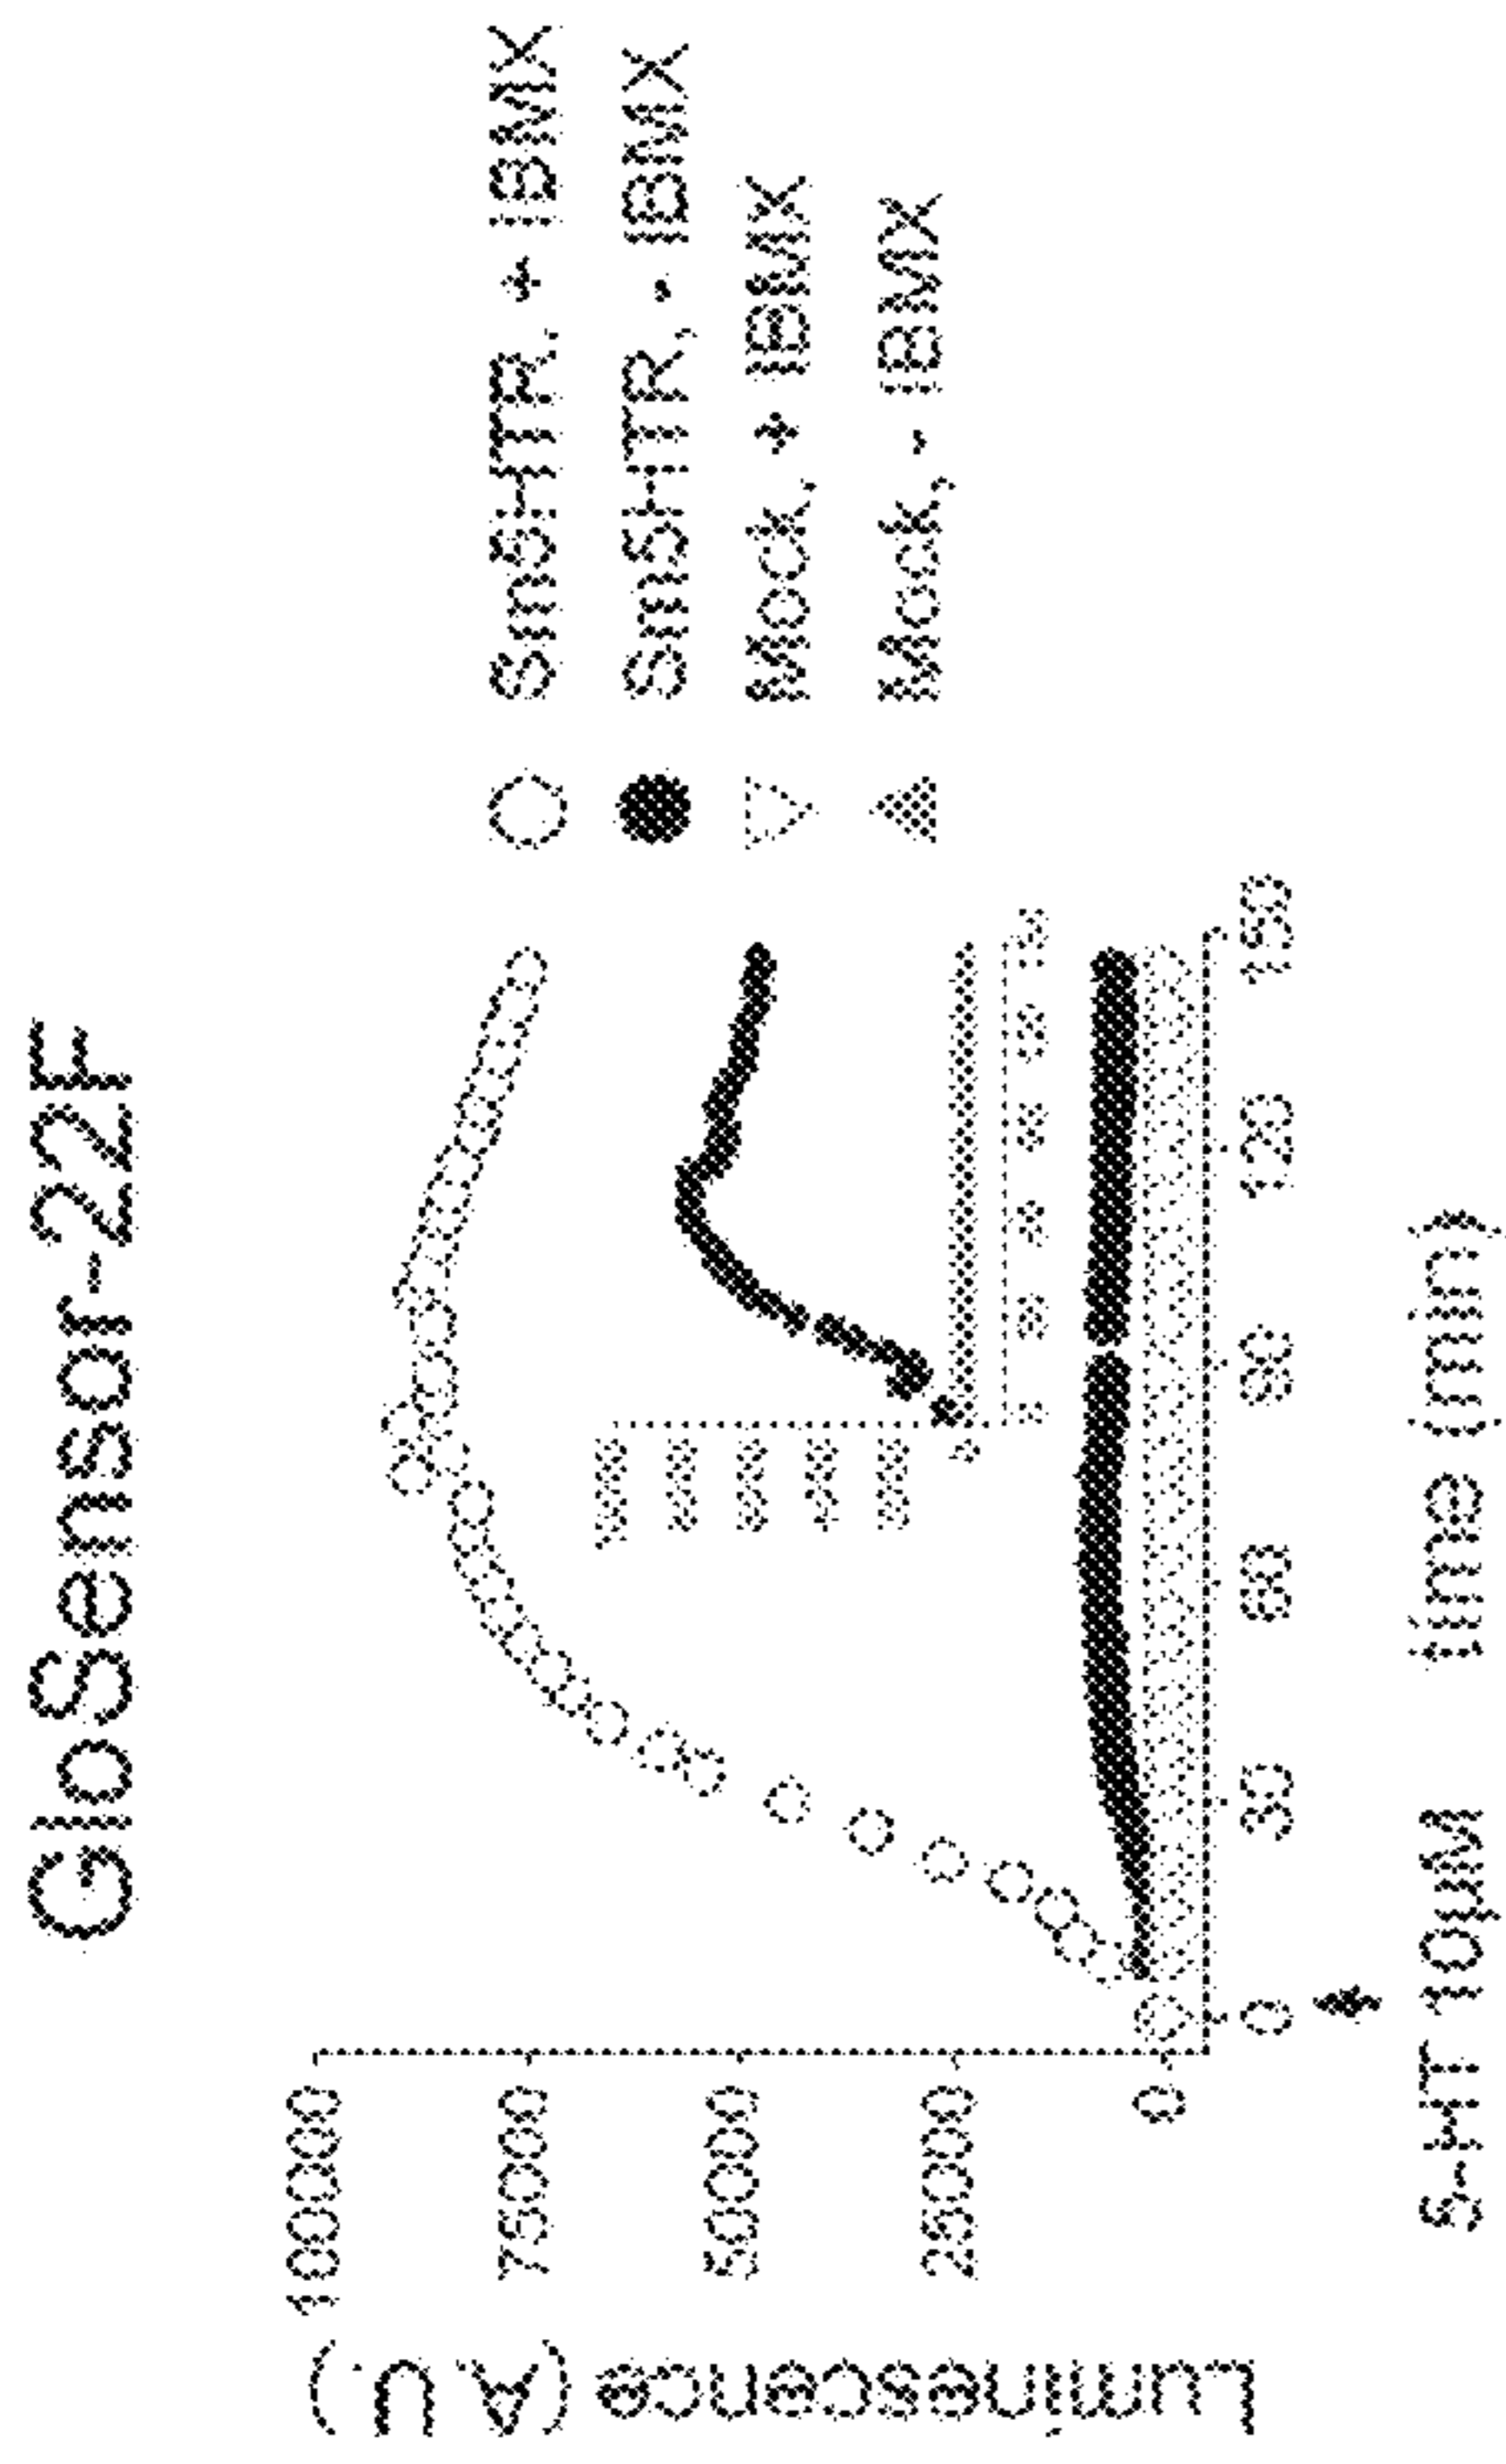 GloSensor-22F
Luminescence (A.U.)
100000
75000
50000
25000
0
0
30
60
90
120
150
5-HT 10µM
time (min)
Sm5HTR, + IBMX
Sm5HTR, - IBMX
Mock, + IBMX
Mock, - IBMX